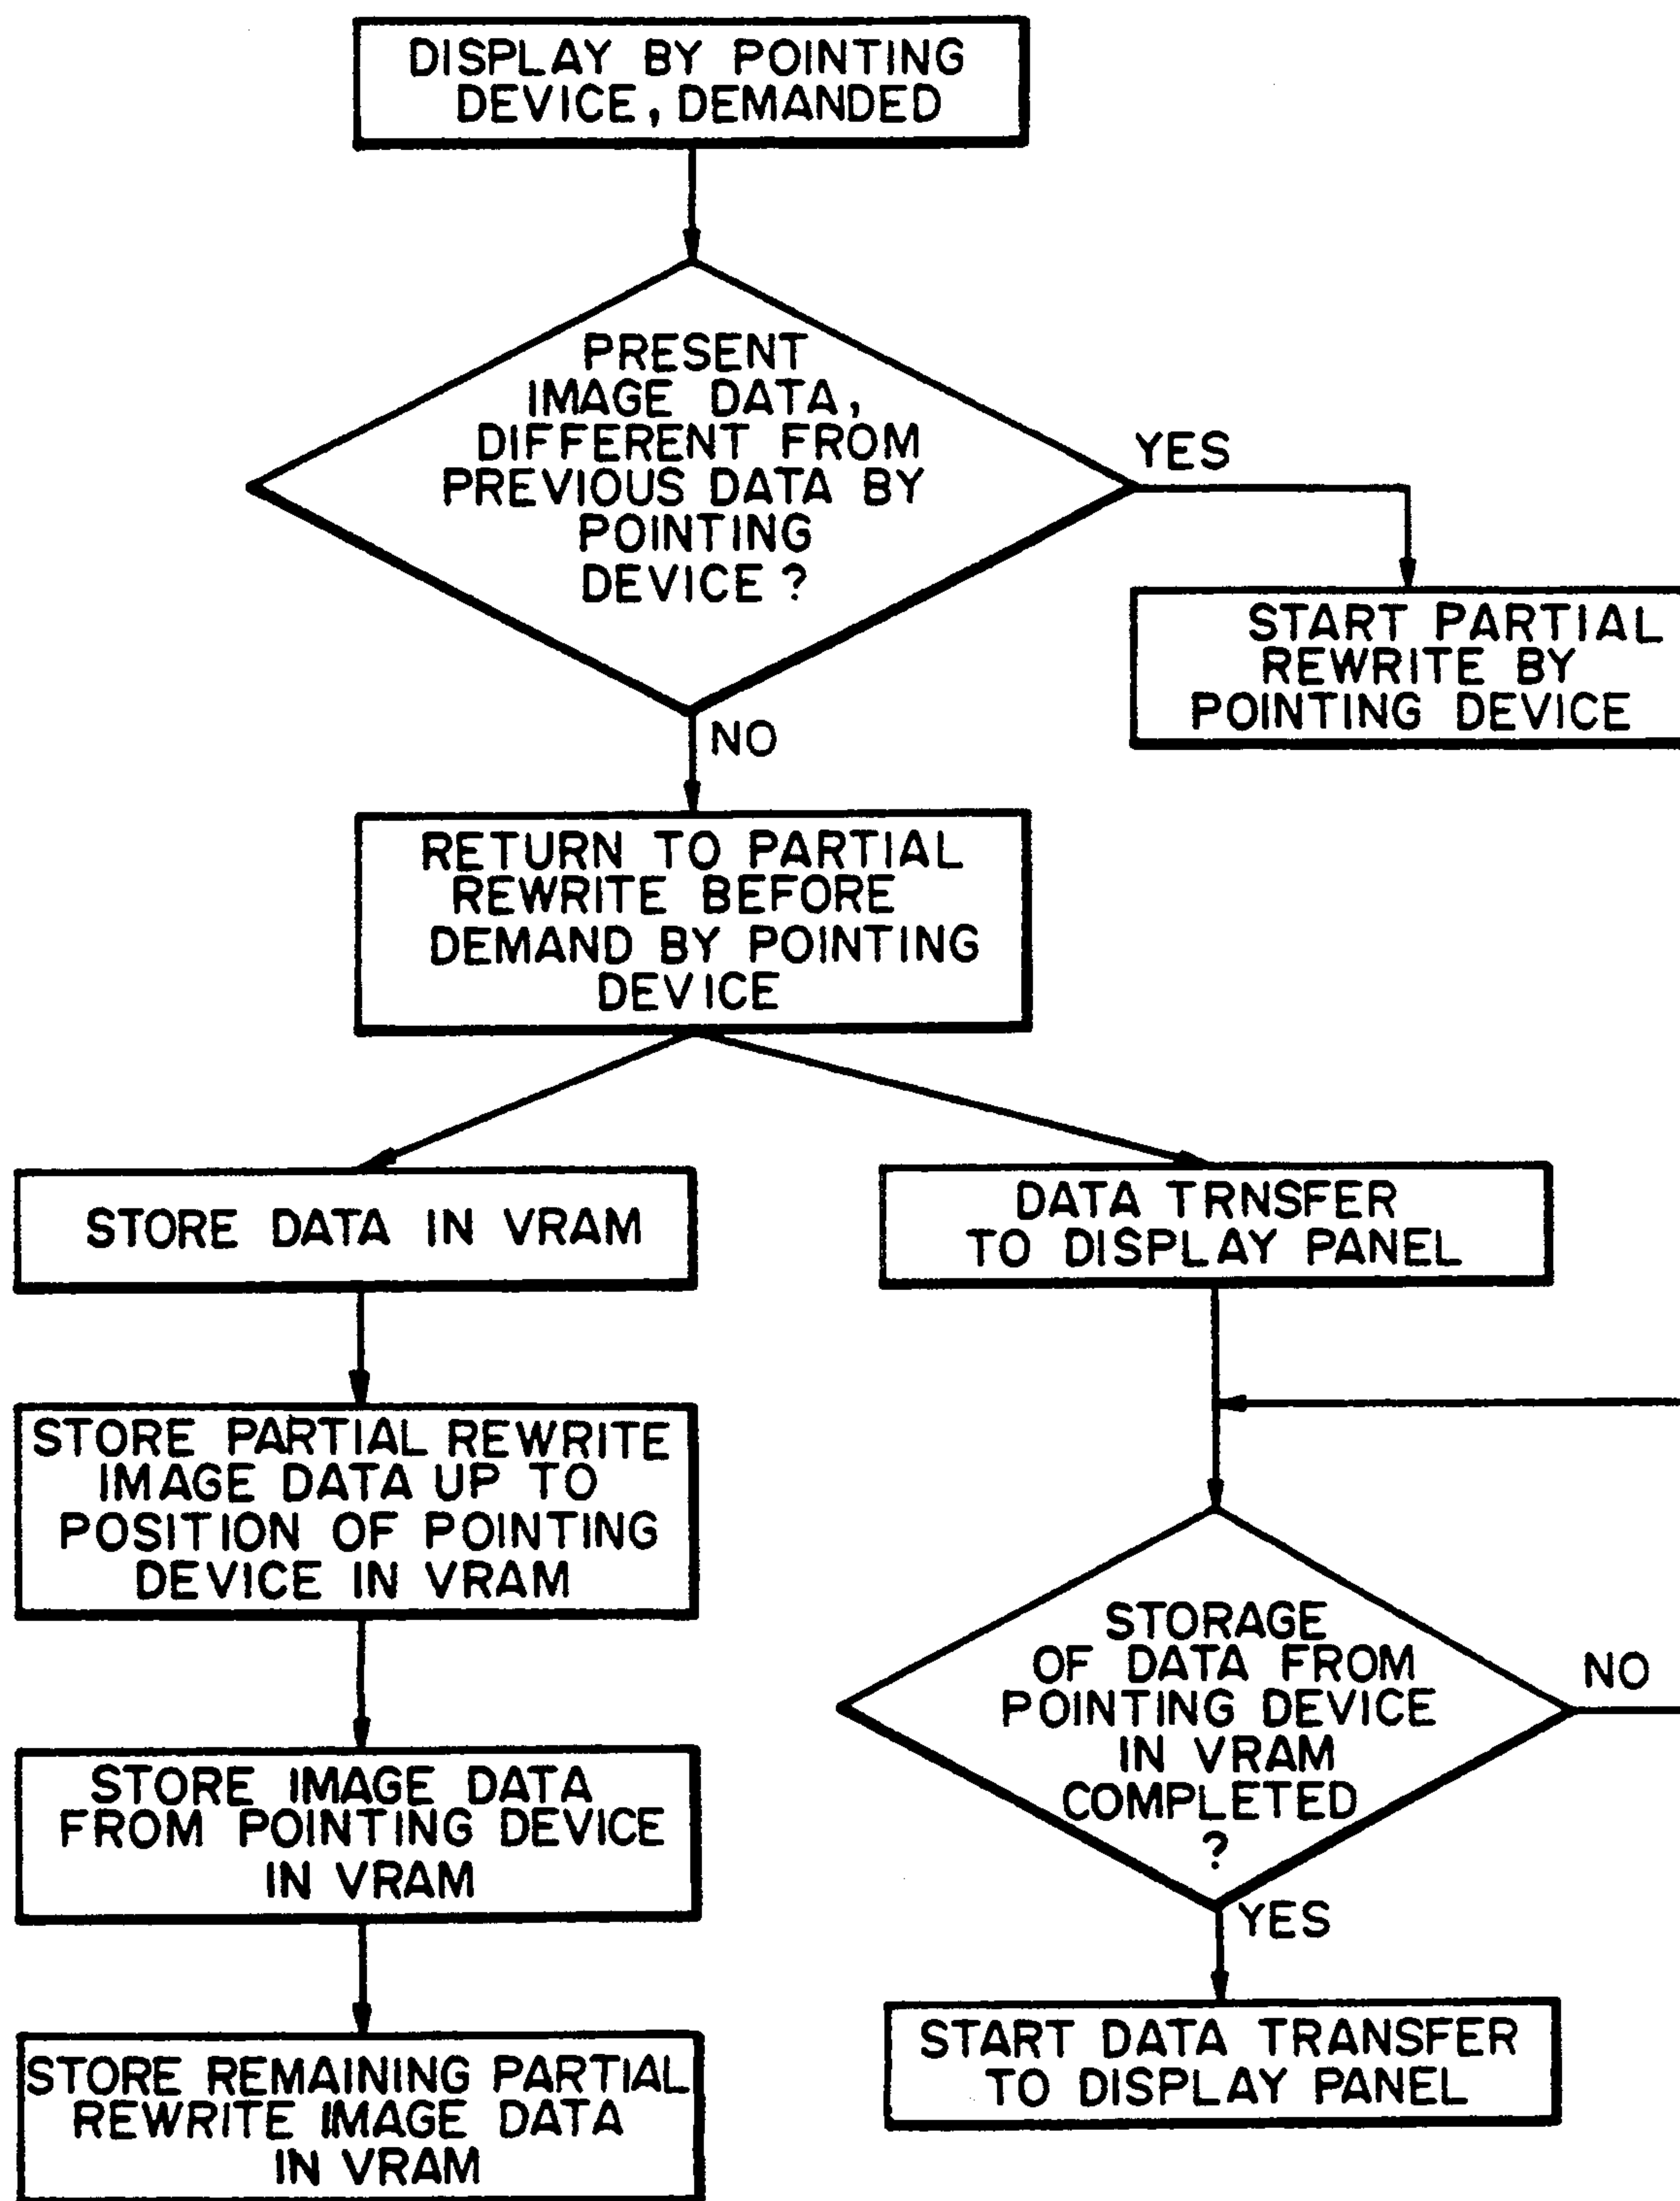 DISPLAY BY POINTING
DEVICE, DEMANDED
PRESENT
IMAGE DATA,
DIFFERENT FROM
PREVIOUS DATA BY
POINTING
DEVICE ?
YES
START PARTIAL
REWRITE BY
POINTING DEVICE
NO
RETURN TO PARTIAL
REWRITE BEFORE
DEMAND BY POINTING
DEVICE
STORE DATA IN VRAM
STORE PARTIAL REWRITE
IMAGE DATA UP TO
POSITION OF POINTING
DEVICE IN VRAM
STORE IMAGE DATA
FROM POINTING DEVICE
IN VRAM
STORE REMAINING PARTIAL
REWRITE IMAGE DATA
IN VRAM
DATA TRNSFER
TO DISPLAY PANEL
STORAGE
OF DATA FROM
POINTING DEVICE
IN VRAM
COMPLETED
?
NO
YES
START DATA TRANSFER
TO DISPLAY PANEL